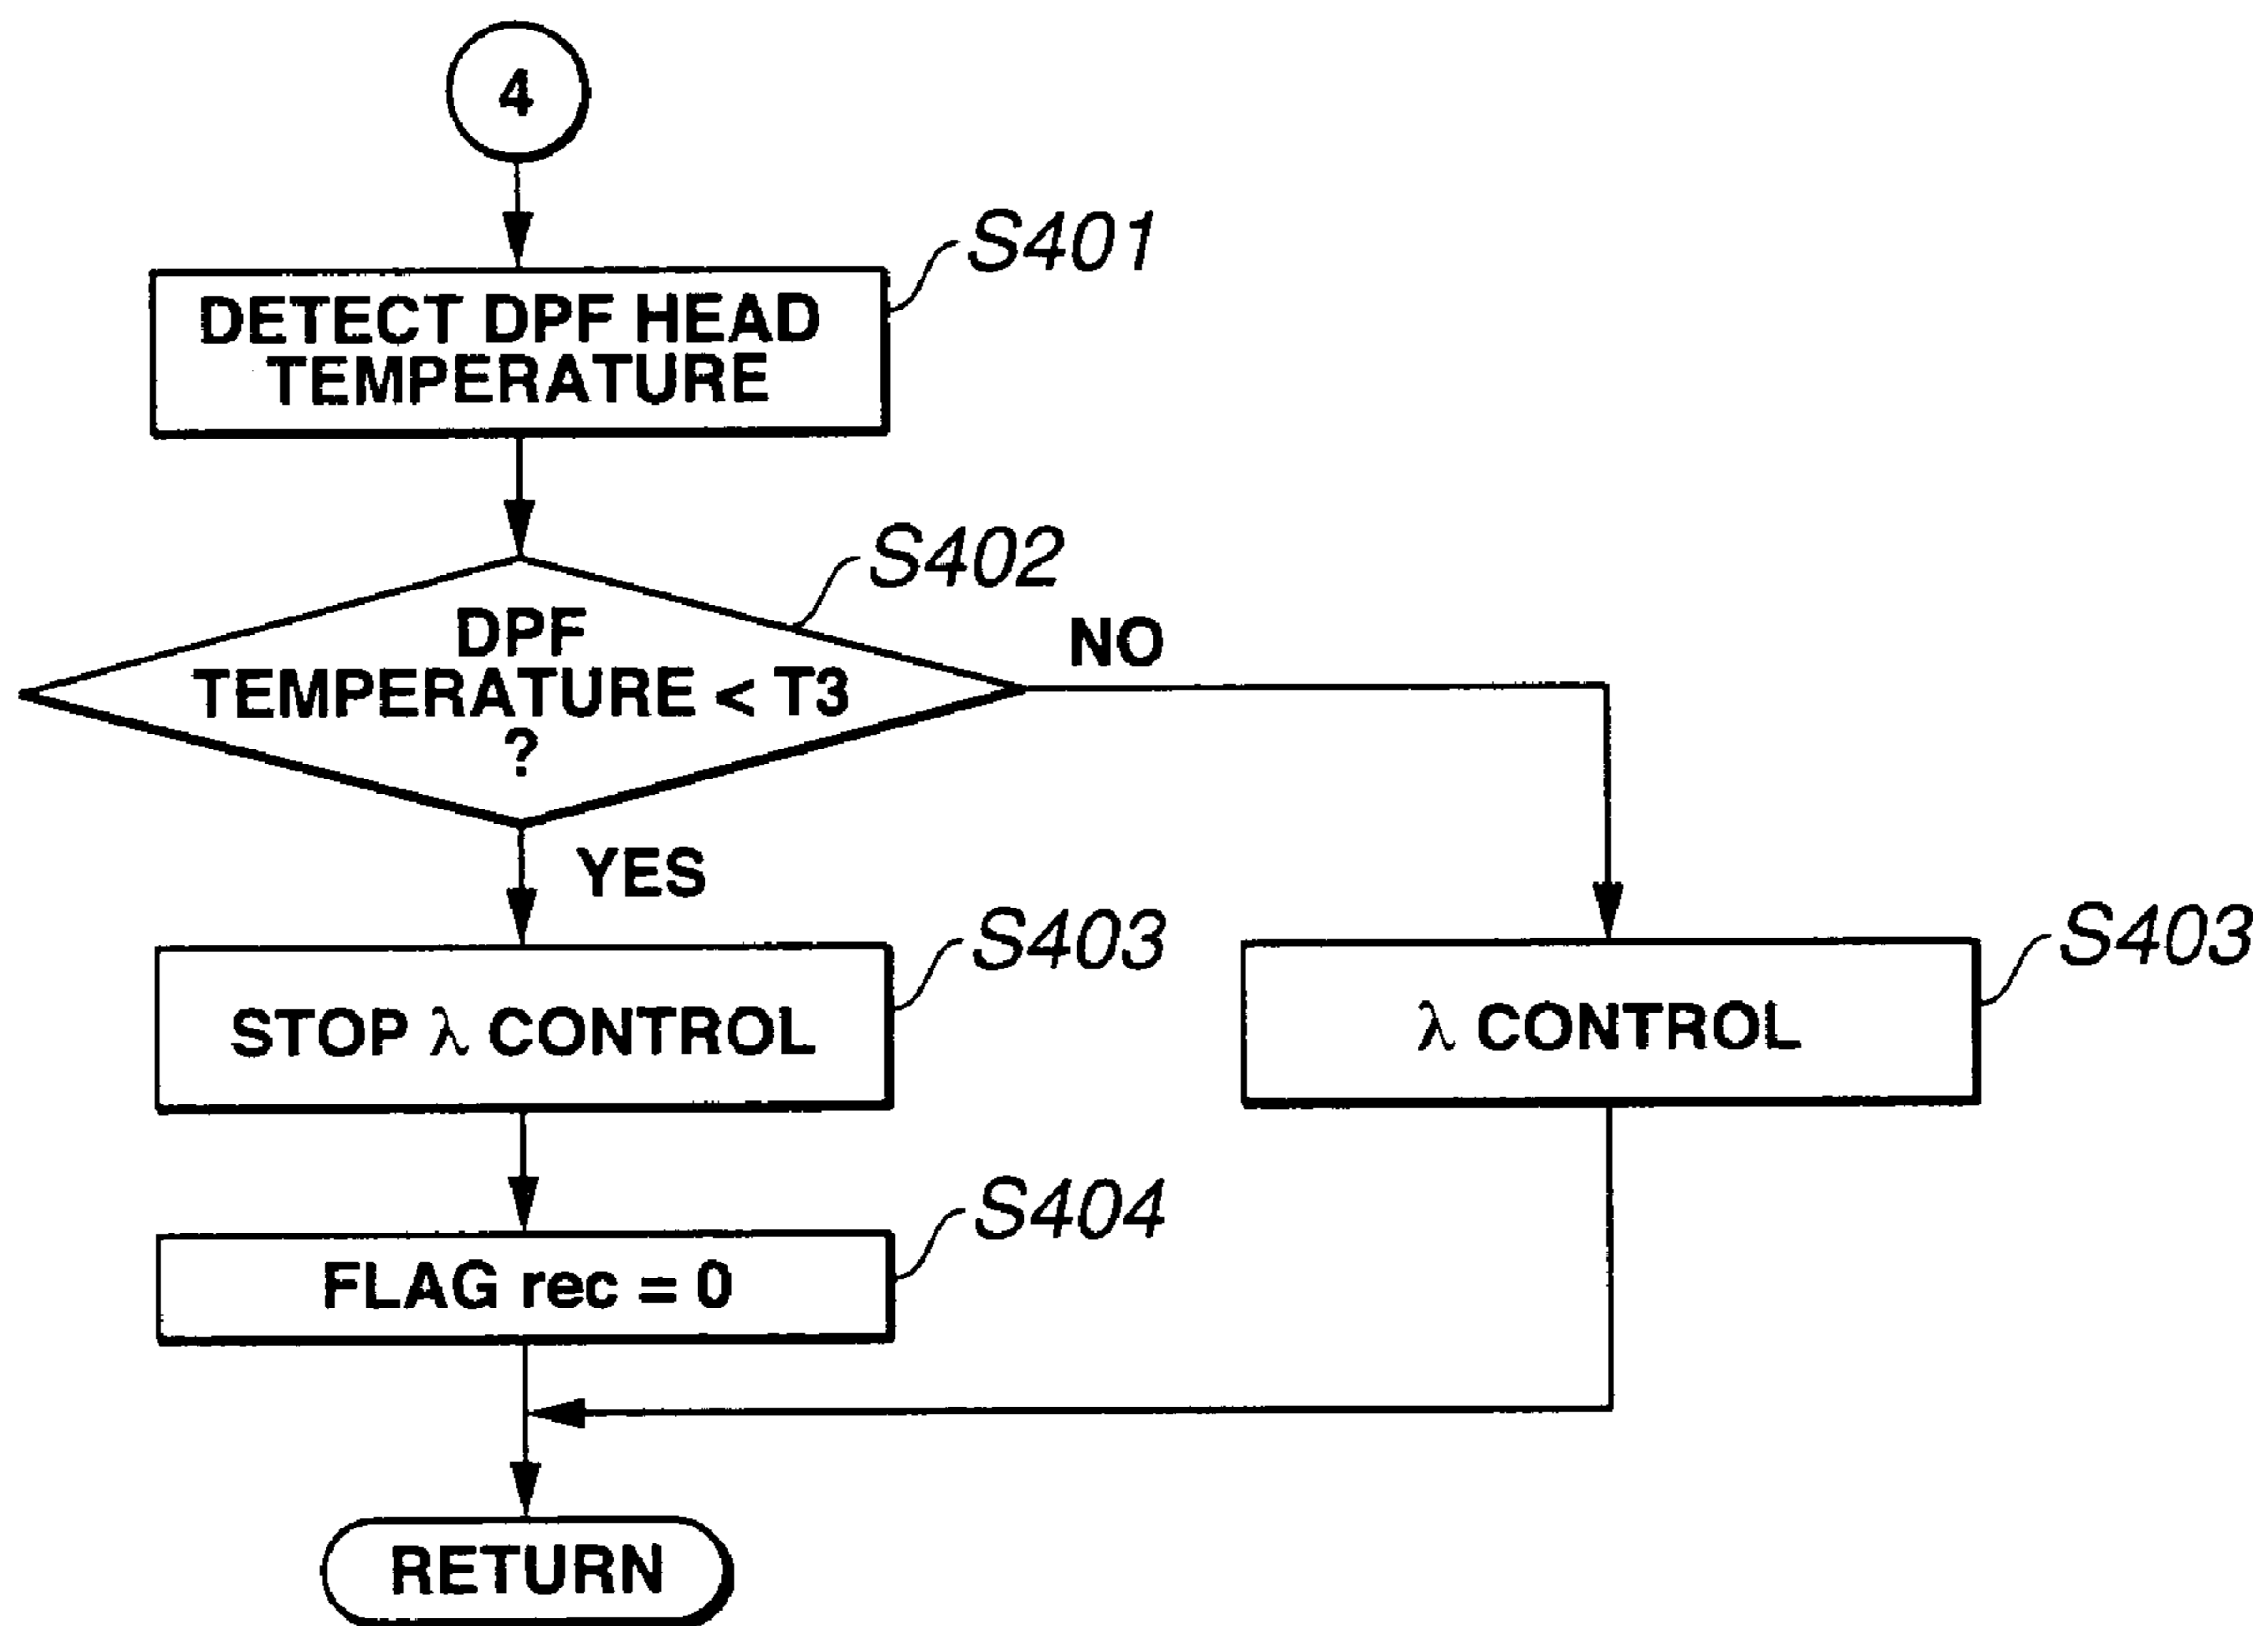 4
S401
DETECT DPF HEAD
TEMPERATURE
S402
DPF
TEMPERATURE < T3
?
NO
YES
S403
STOP λ CONTROL
S403
λ CONTROL
S404
FLAG rec = 0
RETURN